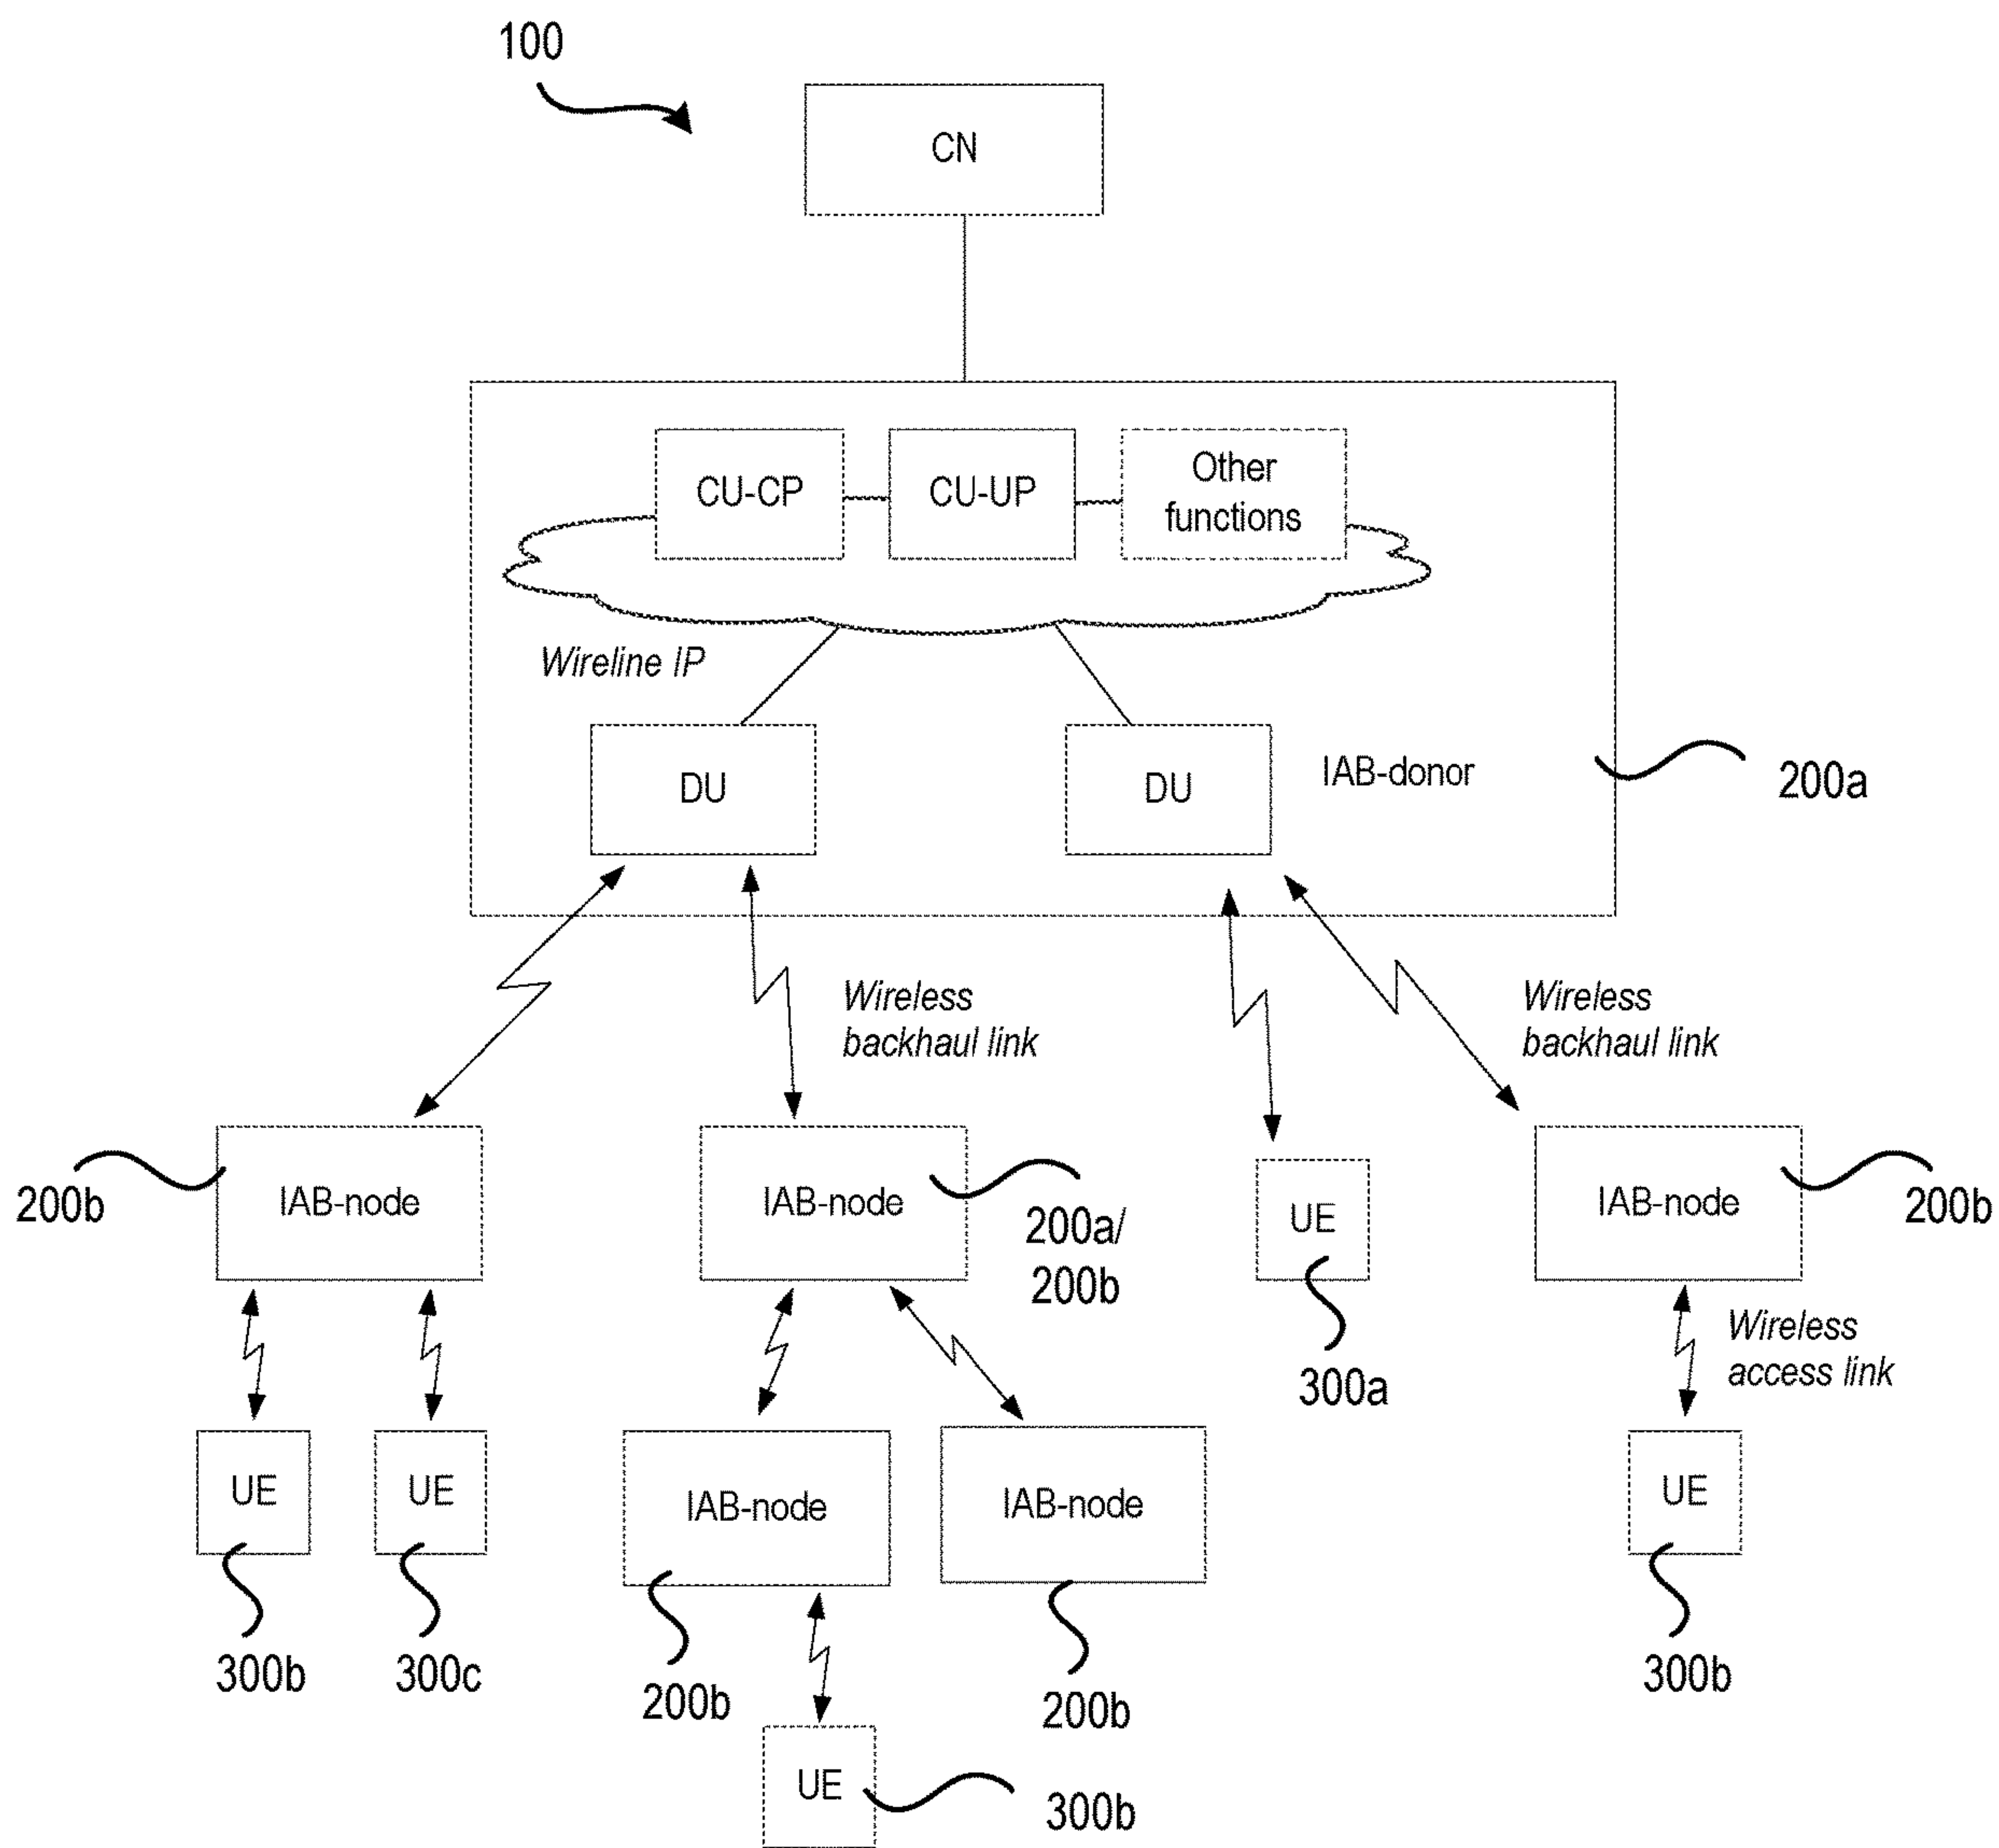 100
CN
CU-CP
CU-UP
Other
functions
Wireline IP
DU
DU
IAB-donor
200a
Wireless
backhaul link
Wireless
backhaul link
200b
IAB-node
IAB-node
200a/
200b
UE
300a
IAB-node
200b
Wireless
access link
UE
300b
UE
300c
IAB-node
200b
IAB-node
200b
UE
300b
UE
300b